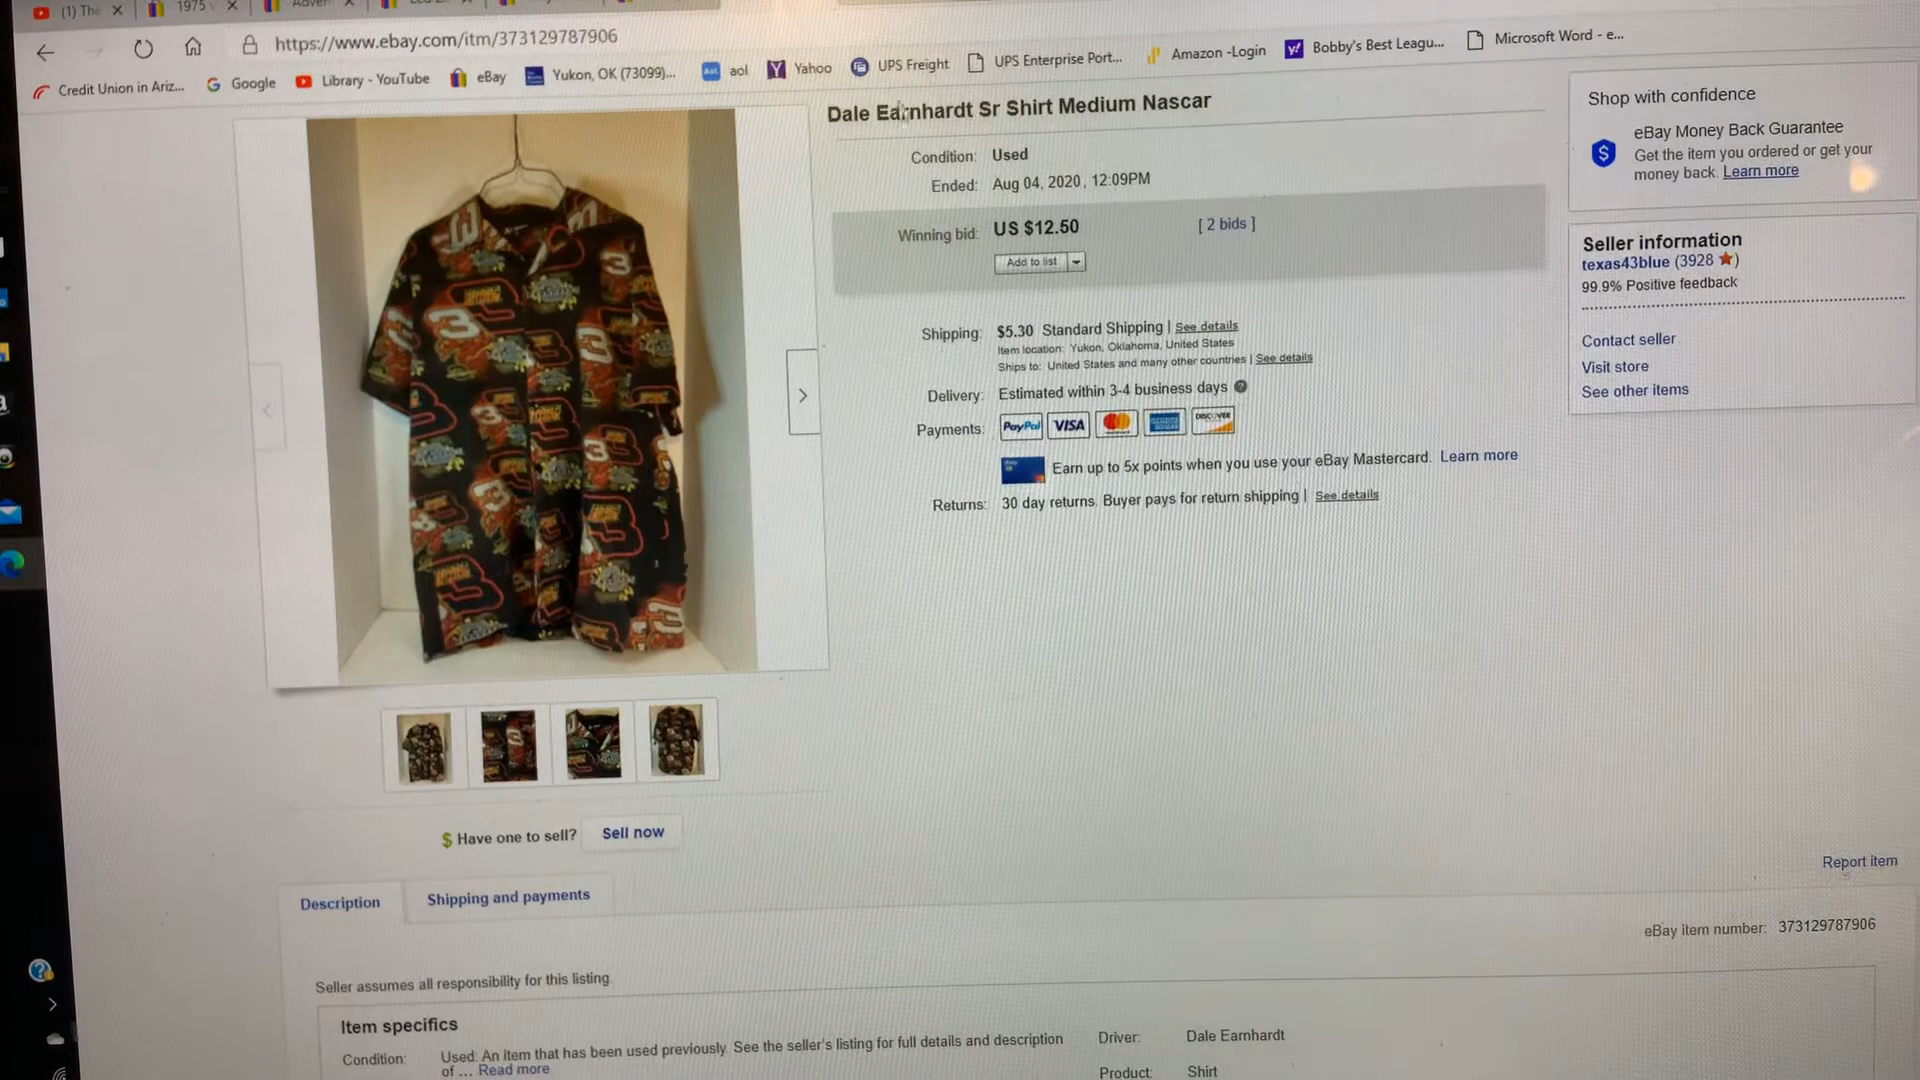 (1) Th
1975
https://www.ebay.com/itm/373129787906
Credit Union in Ariz...
Google
Library - YouTube
eBay
Yukon, OK (73099)...
Aol.
aol
Yahoo
UPS Freight
UPS Enterprise Port...
Amazon -Login
Bobby's Best Leagu...
Microsoft Word - e...
Dale Earnhardt Sr Shirt Medium Nascar
Condition: Used
Ended: Aug 04, 2020, 12:09PM
Winning bid: US $12.50 [ 2 bids ]
Add to list
Shipping: $5.30 Standard Shipping | See details
Item location: Yukon, Oklahoma, United States
Ships to: United States and many other countries | See details
Delivery: Estimated within 3-4 business days
Payments: PayPal VISA DISCOVER
Earn up to 5x points when you use your eBay Mastercard. Learn more
Returns: 30 day returns. Buyer pays for return shipping | See details
Shop with confidence
eBay Money Back Guarantee
Get the item you ordered or get your
money back. Learn more
Seller information
texas43blue (3928)
99.9% Positive feedback
Contact seller
Visit store
See other items
3
3
3
3
3
3
$ Have one to sell? Sell now
Report item
Description
Shipping and payments
eBay item number: 373129787906
Seller assumes all responsibility for this listing.
Item specifics
Condition: Used: An item that has been used previously. See the seller's listing for full details and description
of ... Read more
Driver: Dale Earnhardt
Product: Shirt